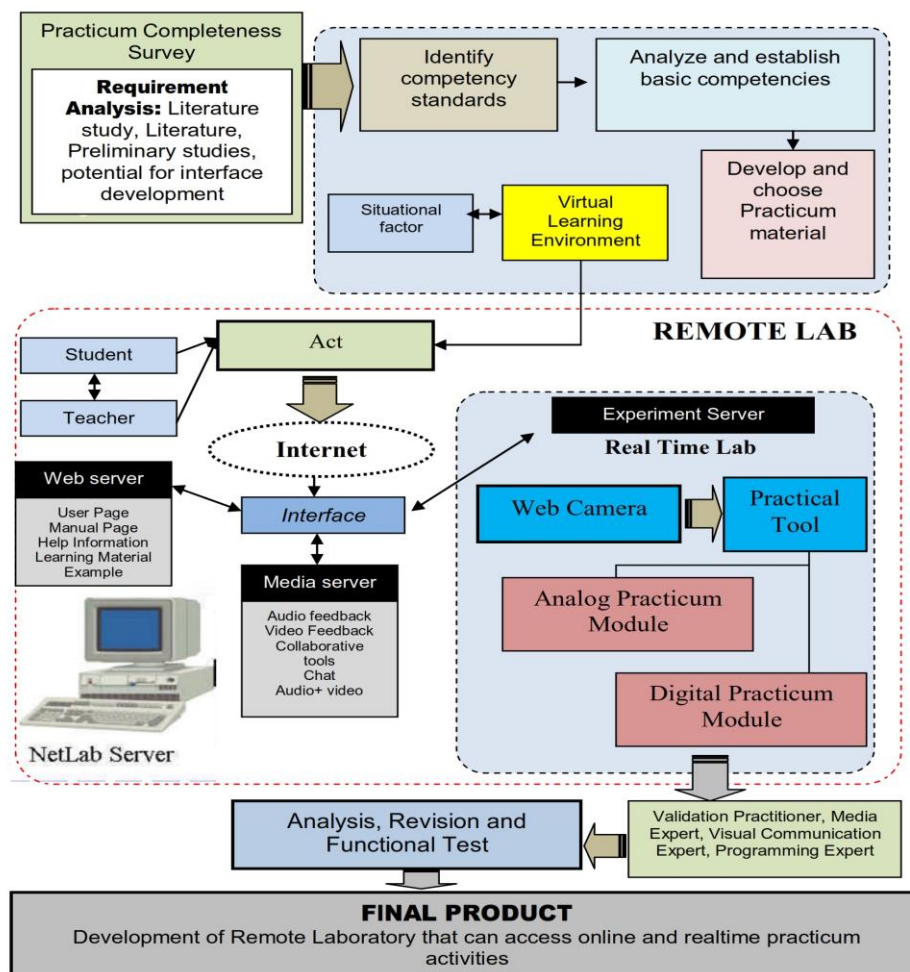 Practicum Completeness
Survey
Requirement
Analysis: Literature
study, Literature,
Preliminary studies,
potential for interface
development
Identify
competency
standards
Analyze and establish
basic competencies
Develop and
choose
Practicum
material
Situational
factor
Virtual
Learning
Environment
REMOTE LAB
Act
Student
Teacher
Internet
Interface
Web server
User Page
Manual Page
Help Information
Learning Material
Example
Media server
Audio feedback
Video Feedback
Collaborative
tools
Chat
Audio+ video
NetLab Server
Experiment Server
Real Time Lab
Web Camera
Practical
Tool
Analog Practicum
Module
Digital Practicum
Module
Validation Practitioner, Media
Expert, Visual Communication
Expert, Programming Expert
Analysis, Revision and
Functional Test
FINAL PRODUCT
Development of Remote Laboratory that can access online and realtime practicum
activities